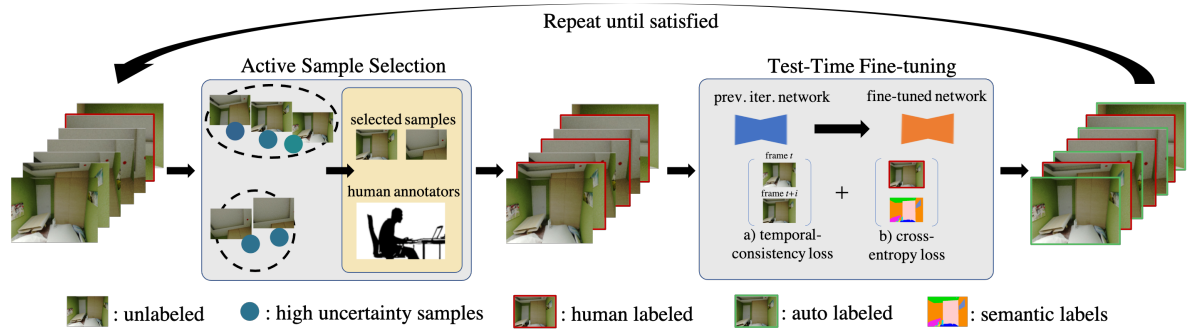 Repeat until satisfied
Active Sample Selection
Test-Time Fine-tuning
selected samples
human annotators
prev. iter. network
fine-tuned network
frame t
frame t+i
+
a) temporal-
consistency loss
b) cross-
entropy loss
: unlabeled
: high uncertainty samples
: human labeled
: auto labeled
: semantic labels